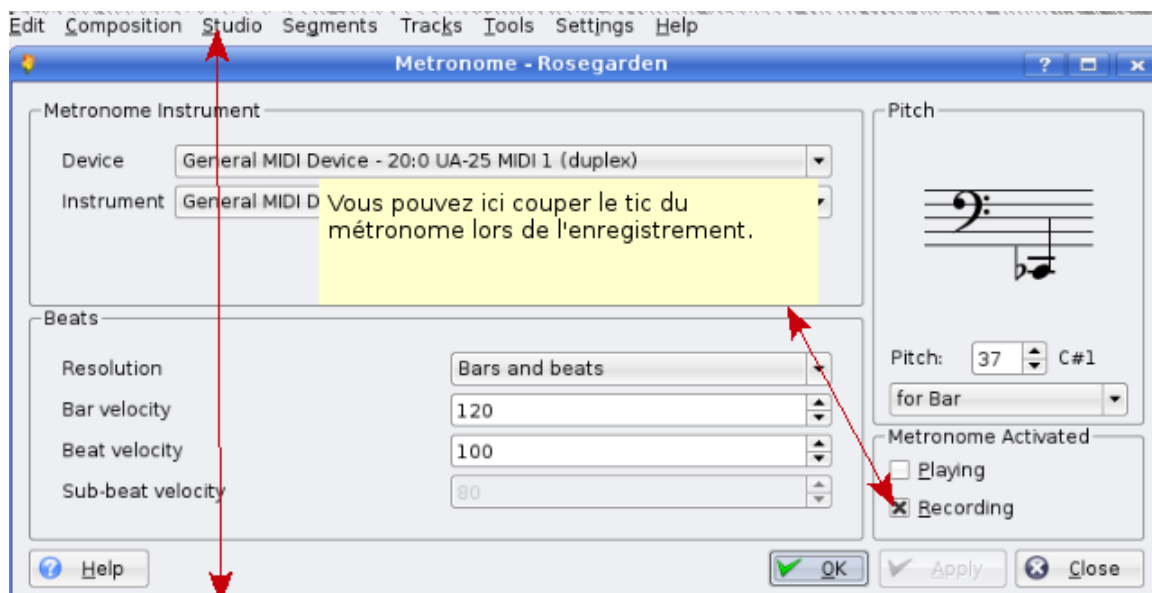 Edit Composition Studio Segments Tracks Tools Settings Help
Metronome - Rosegarden
Metronome Instrument
Device General MIDI Device - 20:0 UA-25 MIDI 1 (duplex)
Instrument General MIDI D
Vous pouvez ici couper le tic du
métronome lors de l'enregistrement.
Beats
Resolution Bars and beats
Bar velocity 120
Beat velocity 100
Sub-beat velocity 80
Pitch
Pitch: 37 C#1
for Bar
Metronome Activated
Playing
Recording
Help OK Apply Close